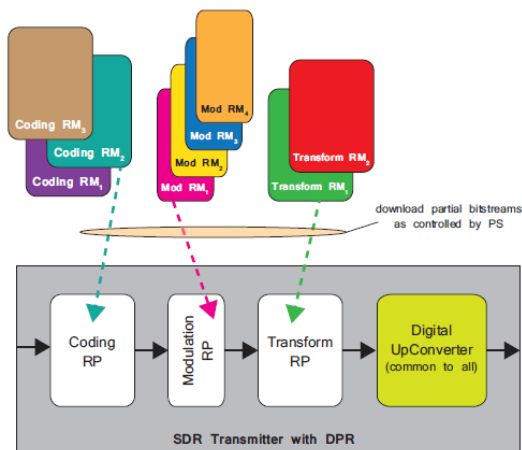 Coding RM₃
Coding RM₂
Coding RM₁
Mod RM₄
Mod RM₃
Mod RM₂
Mod RM₁
Transform RM₂
Transform RM₁
download partial bitstreams
as controlled by PS
Coding
RP
Modulation
RP
Transform
RP
Digital
UpConverter
(common to all)
SDR Transmitter with DPR